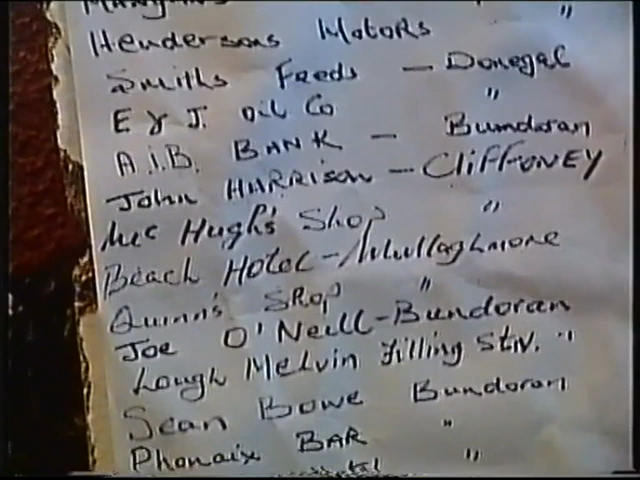 Hendersons Motors "
Smiths Feeds — Donegal
E & J. Oil Co "
A.I.B. BANK — Bundoran
John HARRISON — CLIFFONEY
Mc Hugh's Shop "
Beach Hotel - Mullaghmore
Quinn's Shop "
Joe O'Neill - Bundoran
Lough Melvin Filling Stn. "
Sean Bowe Bundoran
Phonaix BAR "
"